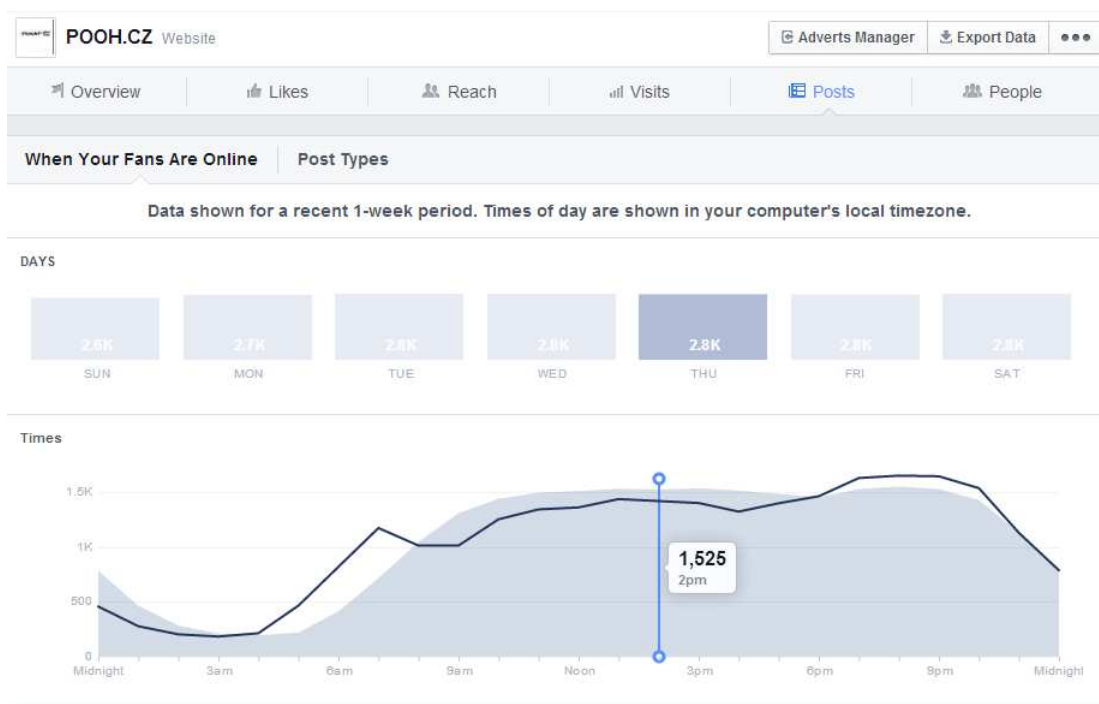 POOH.CZ Website
Adverts Manager Export Data
Overview Likes Reach Visits Posts People
When Your Fans Are Online Post Types
Data shown for a recent 1-week period. Times of day are shown in your computer's local timezone.
DAYS
2.6K 2.7K 2.8K 2.8K 2.8K 2.8K 2.8K
SUN MON TUE WED THU FRI SAT
Times
1.5K
1K
1,525
2pm
500
0
Midnight 3am 6am 9am Noon 3pm 6pm 9pm Midnight